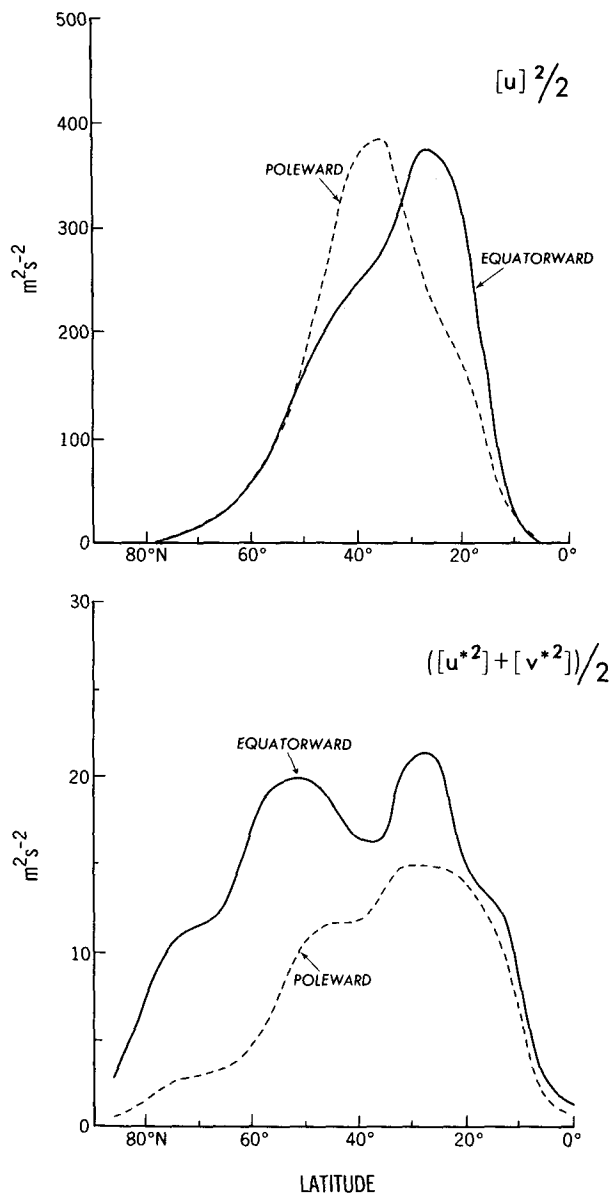 [u]²/2
500
400
300
200
100
0
m²s⁻²
POLEWARD
EQUATORWARD
80°N 60° 40° 20° 0°
([u*²]+[v*²])/2
30
20
10
0
m²s⁻²
EQUATORWARD
POLEWARD
80°N 60° 40° 20° 0°
LATITUDE